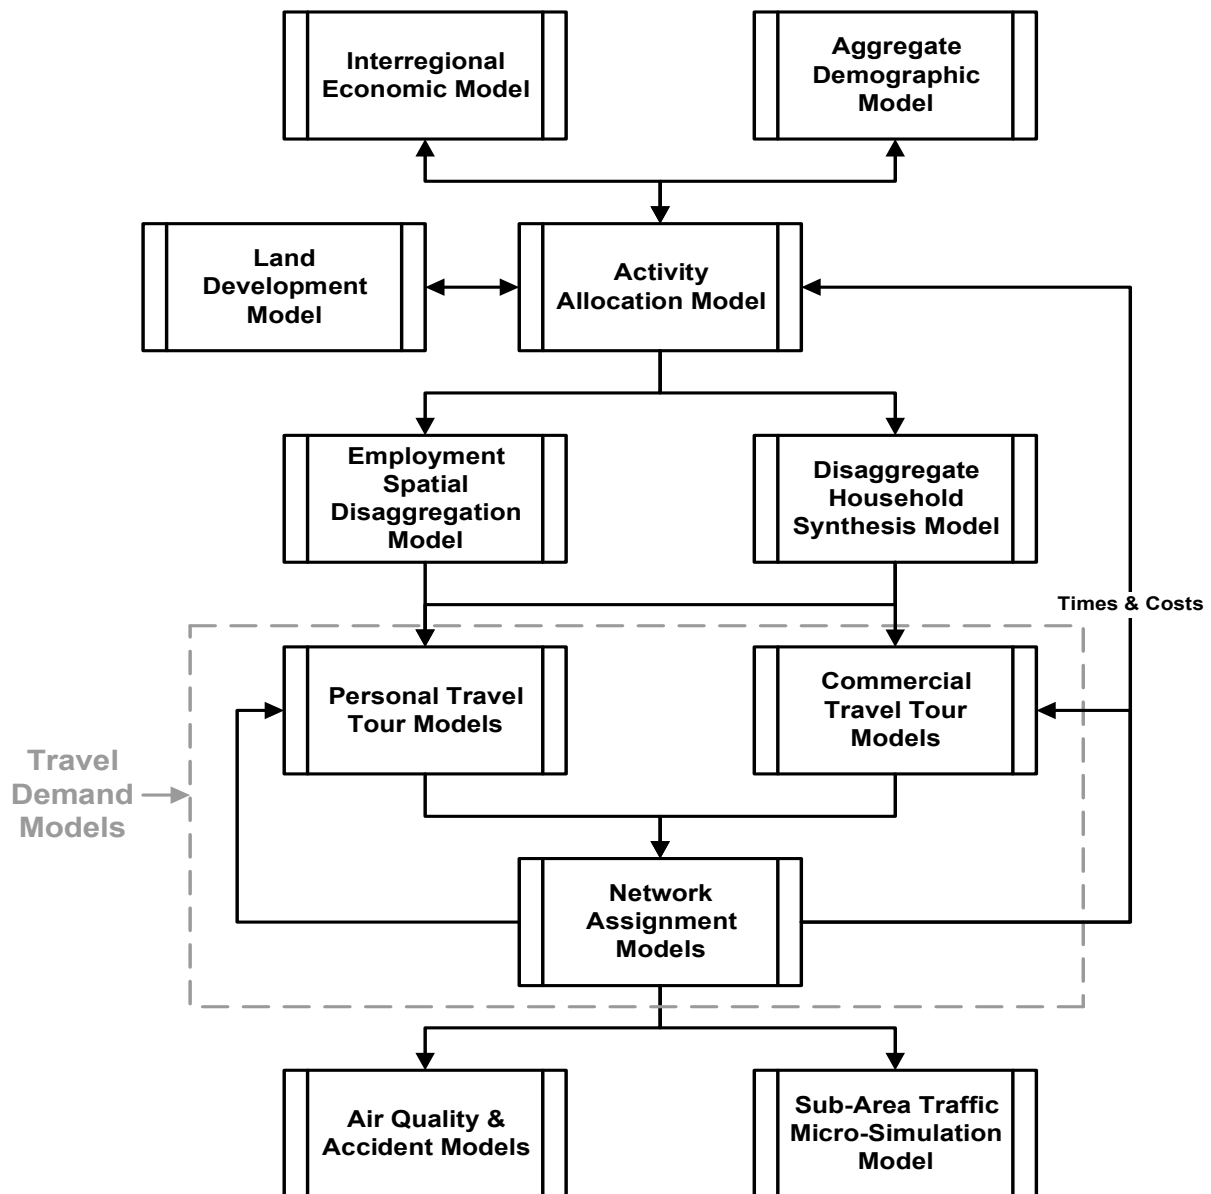 Interregional
Economic Model
Aggregate
Demographic
Model
Land
Development
Model
Activity
Allocation Model
Employment
Spatial
Disaggregation
Model
Disaggregate
Household
Synthesis Model
Times & Costs
Travel
Demand
Models
Personal Travel
Tour Models
Commercial
Travel Tour
Models
Network
Assignment
Models
Air Quality &
Accident Models
Sub-Area Traffic
Micro-Simulation
Model